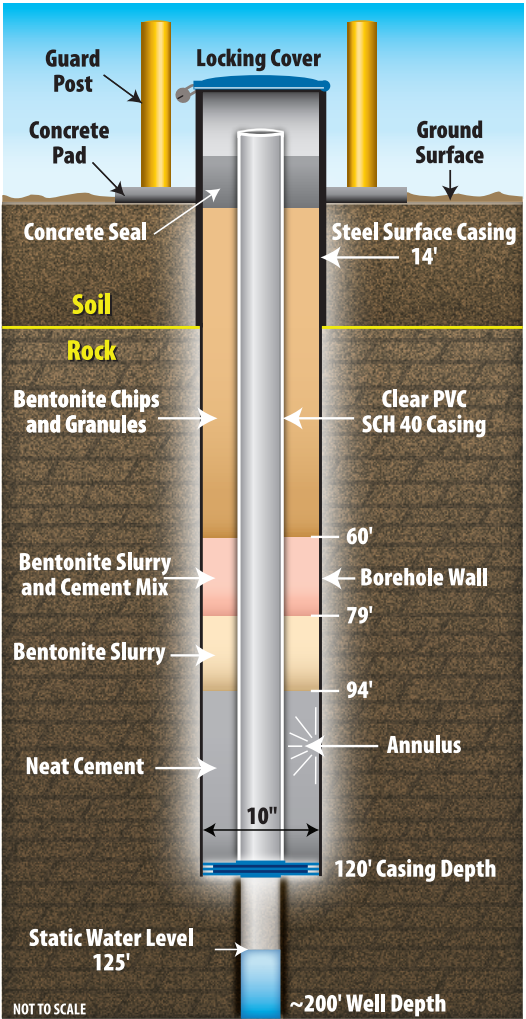 Guard
Post
Locking Cover
Concrete
Pad
Ground
Surface
Concrete Seal
Steel Surface Casing
14'
Soil
Rock
Bentonite Chips
and Granules
Clear PVC
SCH 40 Casing
60'
Bentonite Slurry
and Cement Mix
Borehole Wall
79'
Bentonite Slurry
94'
Annulus
Neat Cement
10"
120' Casing Depth
Static Water Level
125'
~200' Well Depth
NOT TO SCALE